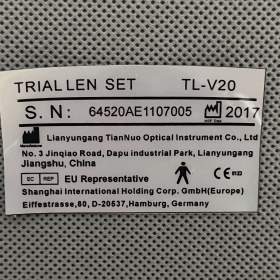 TRIAL LEN SET TL-V20
S. N: 64520AE1107005 2017
Manufacturer Lianyungang TianNuo Optical Instrument Co., Ltd
No. 3 Jinqiao Road, Dapu industrial Park, Lianyungang
Jiangshu, China
EC REP EU Representative CE
Shanghai International Holding Corp. GmbH(Europe)
Eiffestrasse,80, D-20537,Hamburg, Germany